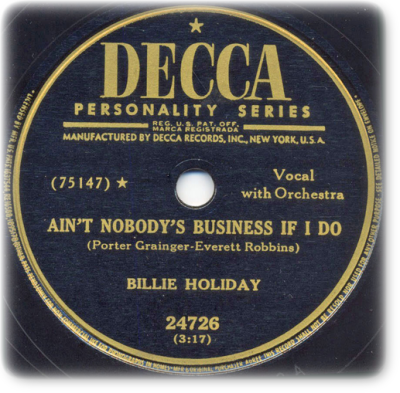 ★
DECCA
PERSONALITY SERIES
REG. U.S. PAT. OFF.
MARCA REGISTRADA
MANUFACTURED BY DECCA RECORDS, INC., NEW YORK, U.S.A.
(75147) ★
Vocal
with Orchestra
AIN'T NOBODY'S BUSINESS IF I DO
(Porter Grainger-Everett Robbins)
BILLIE HOLIDAY
24726
(3:17)